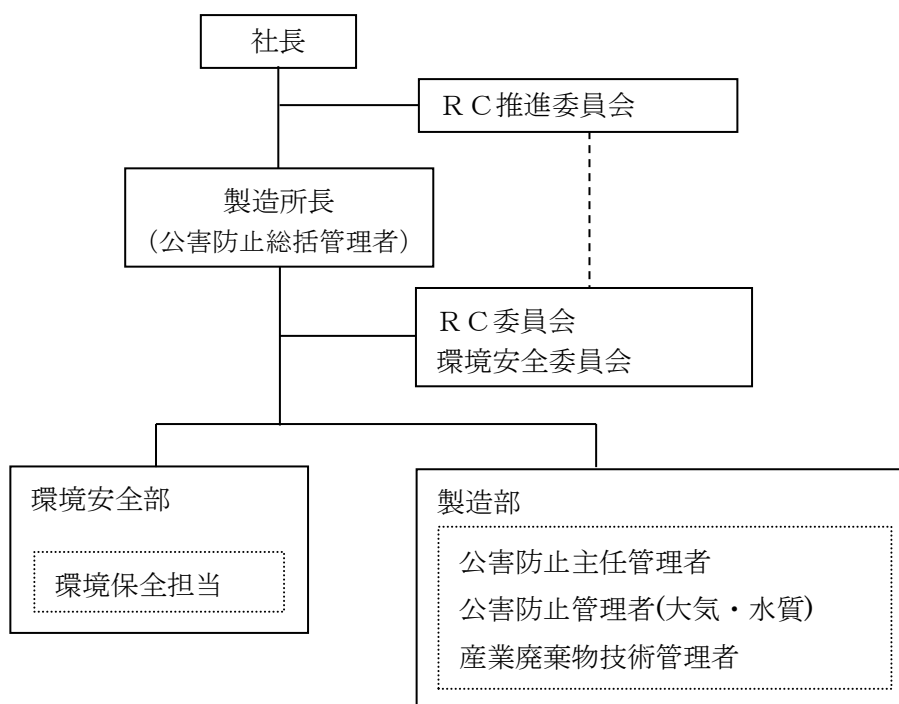 社長
ＲＣ推進委員会
製造所長
（公害防止総括管理者）
ＲＣ委員会
環境安全委員会
環境安全部
環境保全担当
製造部
公害防止主任管理者
公害防止管理者(大気・水質)
産業廃棄物技術管理者